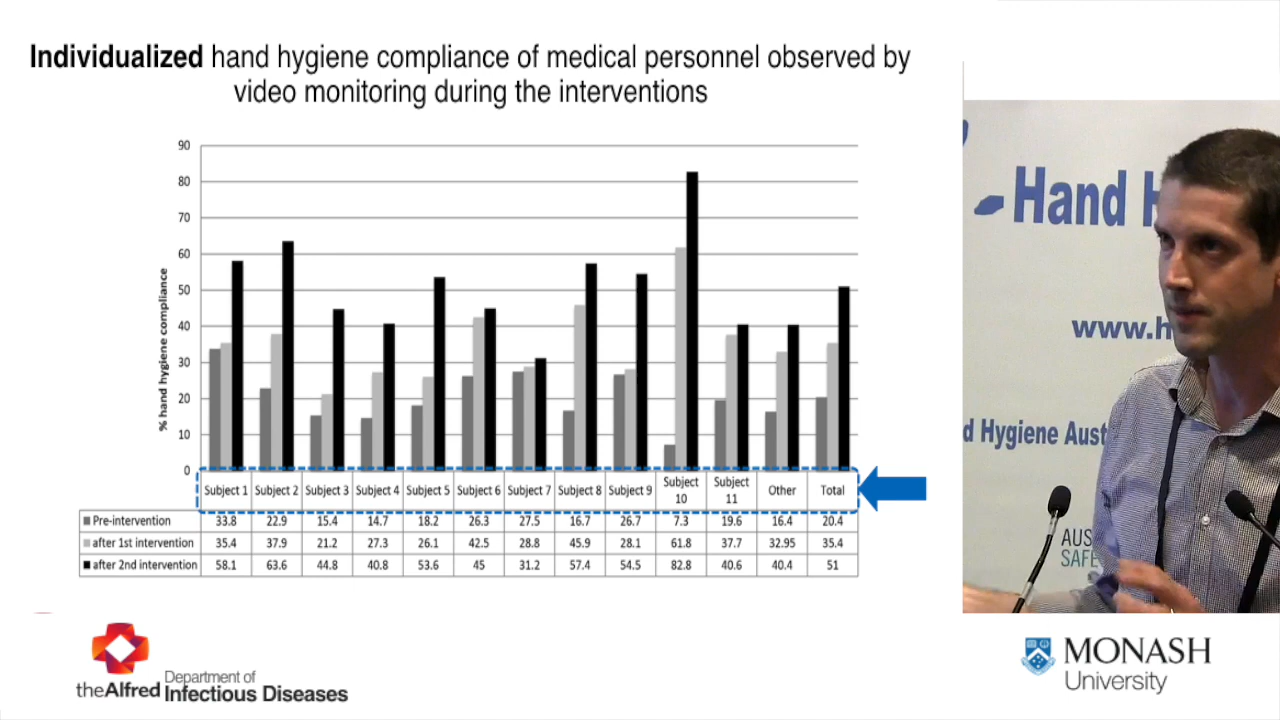 Individualized hand hygiene compliance of medical personnel observed by
video monitoring during the interventions
90
80
70
60
50
40
30
20
10
0
% hand hygiene compliance
Subject 1 Subject 2 Subject 3 Subject 4 Subject 5 Subject 6 Subject 7 Subject 8 Subject 9 Subject 10 Subject 11 Other Total
Pre-intervention 33.8 22.9 15.4 14.7 18.2 26.3 27.5 16.7 26.7 7.3 19.6 16.4 20.4
after 1st intervention 35.4 37.9 21.2 27.3 26.1 42.5 28.8 45.9 28.1 61.8 37.7 32.95 35.4
after 2nd intervention 58.1 63.6 44.8 40.8 53.6 45 31.2 57.4 54.5 82.8 40.6 40.4 51
Hand H
www.h
d Hygiene Aust
AUS
SAFE
theAlfred
Department of
Infectious Diseases
MONASH
University